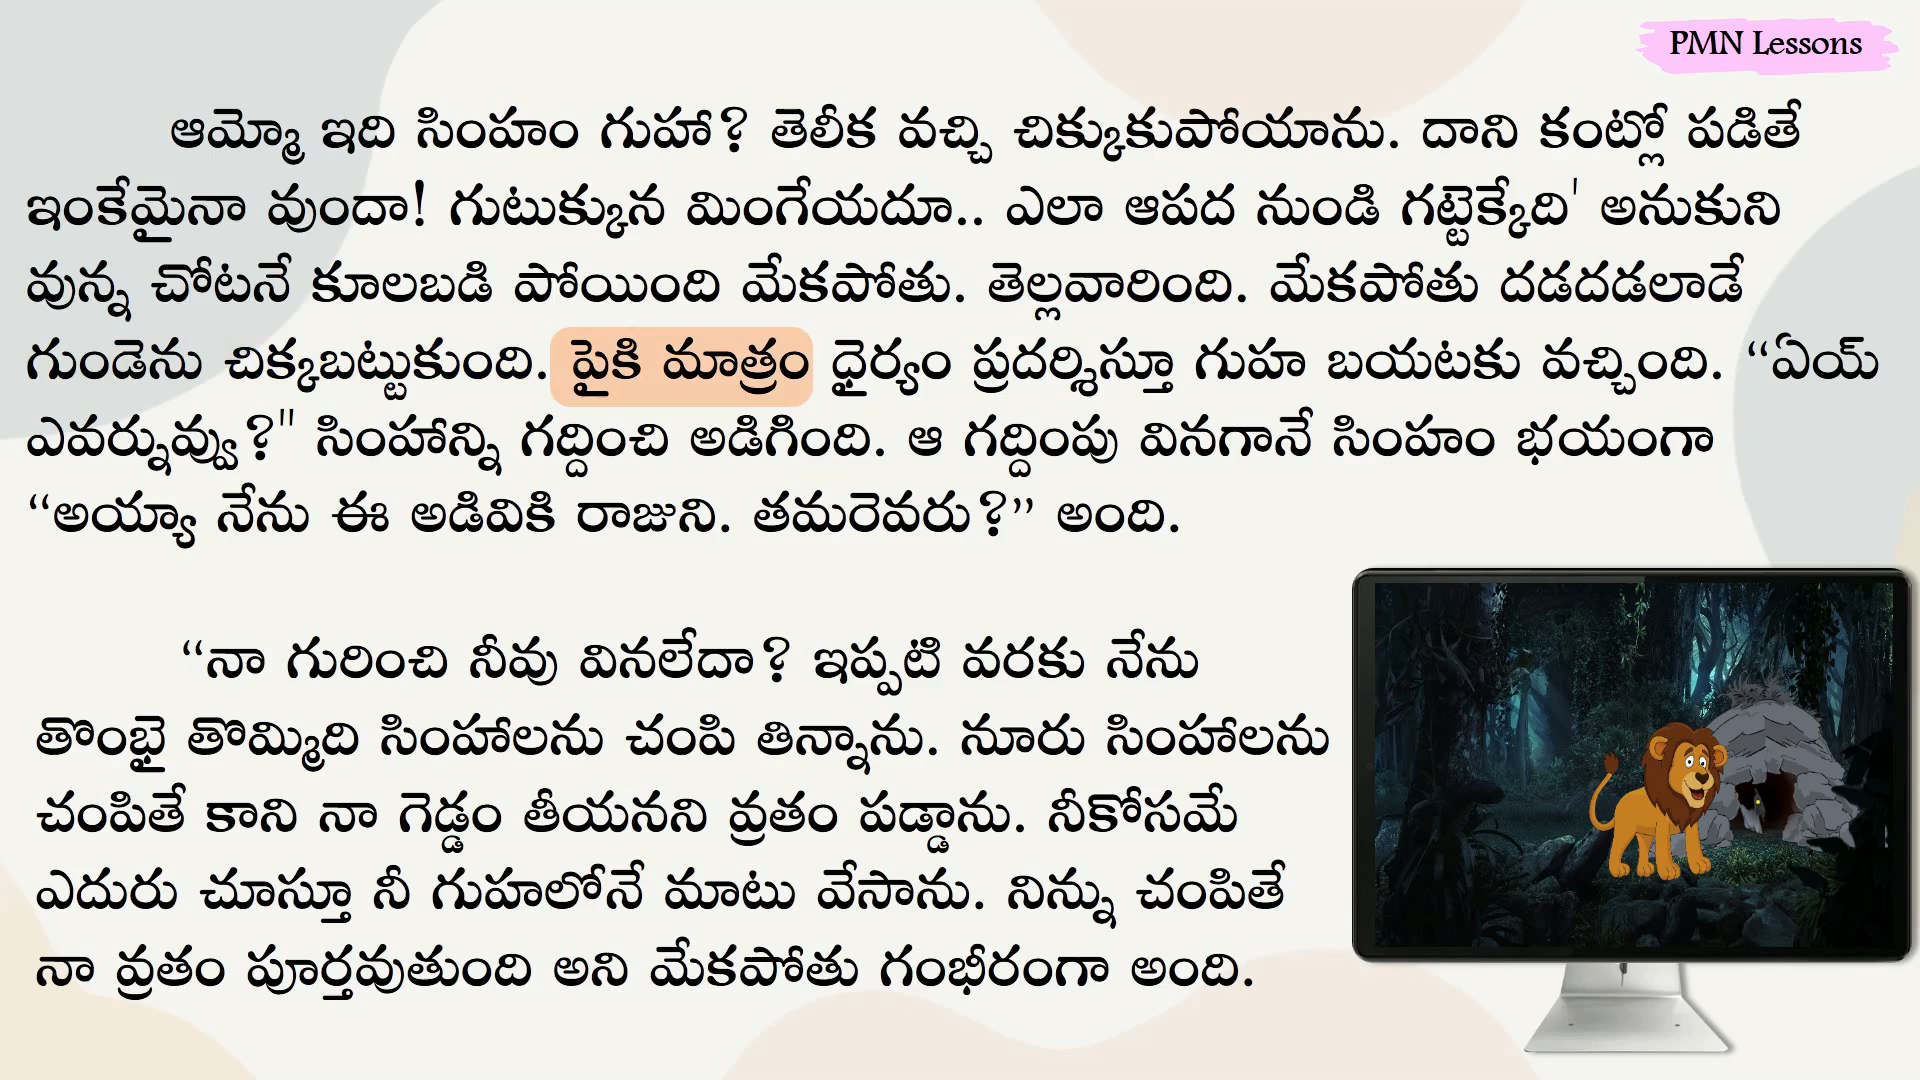 PMN Lessons
ఆమ్మో ఇది సింహం గుహా? తెలీక వచ్చి చిక్కుకుపోయాను. దాని కంట్లో పడితే
ఇంకేమైనా వుందా! గుటుక్కున మింగేయదూ.. ఎలా ఆపద నుండి గట్టెక్కేది' అనుకుని
వున్న చోటనే కూలబడి పోయింది మేకపోతు. తెల్లవారింది. మేకపోతు దడదడలాడే
గుండెను చిక్కబట్టుకుంది. పైకి మాత్రం ధైర్యం ప్రదర్శిస్తూ గుహ బయటకు వచ్చింది. “ఏయ్
ఎవర్నువ్వు?" సింహాన్ని గద్దించి అడిగింది. ఆ గద్దింపు వినగానే సింహం భయంగా
“అయ్యా నేను ఈ అడవికి రాజుని. తమరెవరు?” అంది.
“నా గురించి నీవు వినలేదా? ఇప్పటి వరకు నేను
తొంభై తొమ్మిది సింహాలను చంపి తిన్నాను. నూరు సింహాలను
చంపితే కాని నా గెడ్డం తీయనని వ్రతం పడ్డాను. నీకోసమే
ఎదురు చూస్తూ నీ గుహలోనే మాటు వేసాను. నిన్ను చంపితే
నా వ్రతం పూర్తవుతుంది అని మేకపోతు గంభీరంగా అంది.